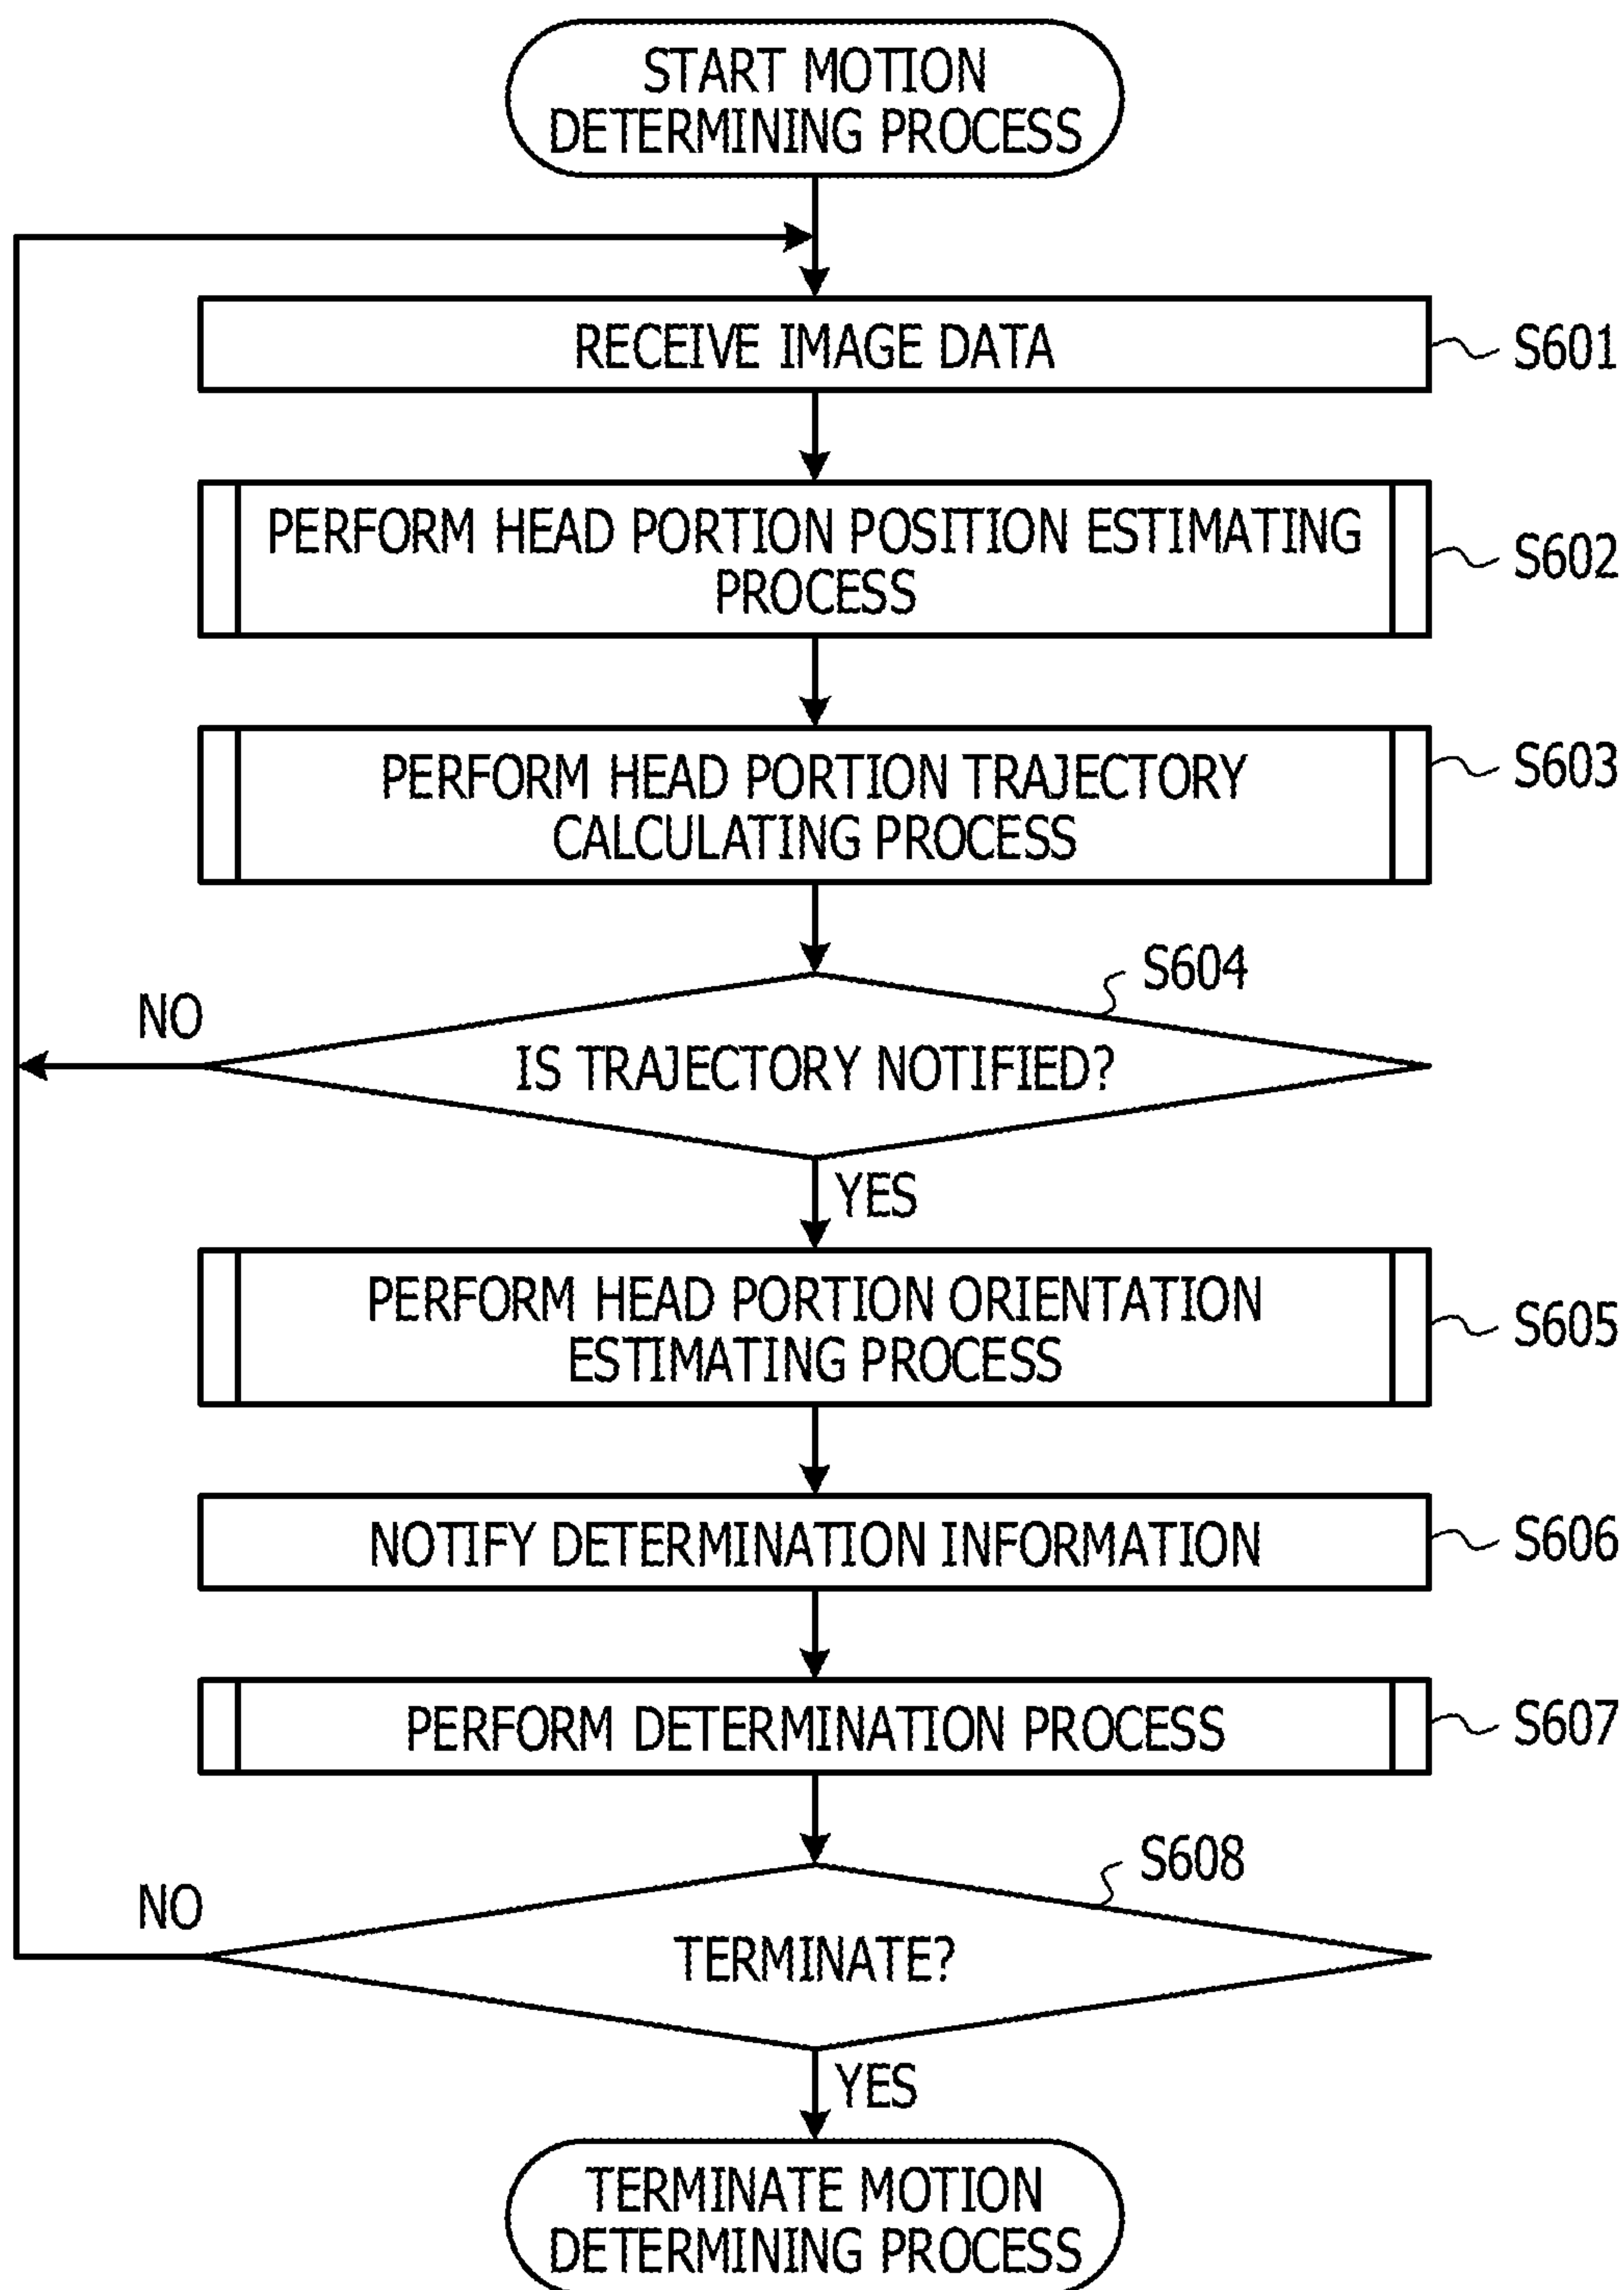 START MOTION
DETERMINING PROCESS
RECEIVE IMAGE DATA
S601
PERFORM HEAD PORTION POSITION ESTIMATING
PROCESS
S602
PERFORM HEAD PORTION TRAJECTORY
CALCULATING PROCESS
S603
S604
NO
IS TRAJECTORY NOTIFIED?
YES
PERFORM HEAD PORTION ORIENTATION
ESTIMATING PROCESS
S605
NOTIFY DETERMINATION INFORMATION
S606
PERFORM DETERMINATION PROCESS
S607
S608
NO
TERMINATE?
YES
TERMINATE MOTION
DETERMINING PROCESS